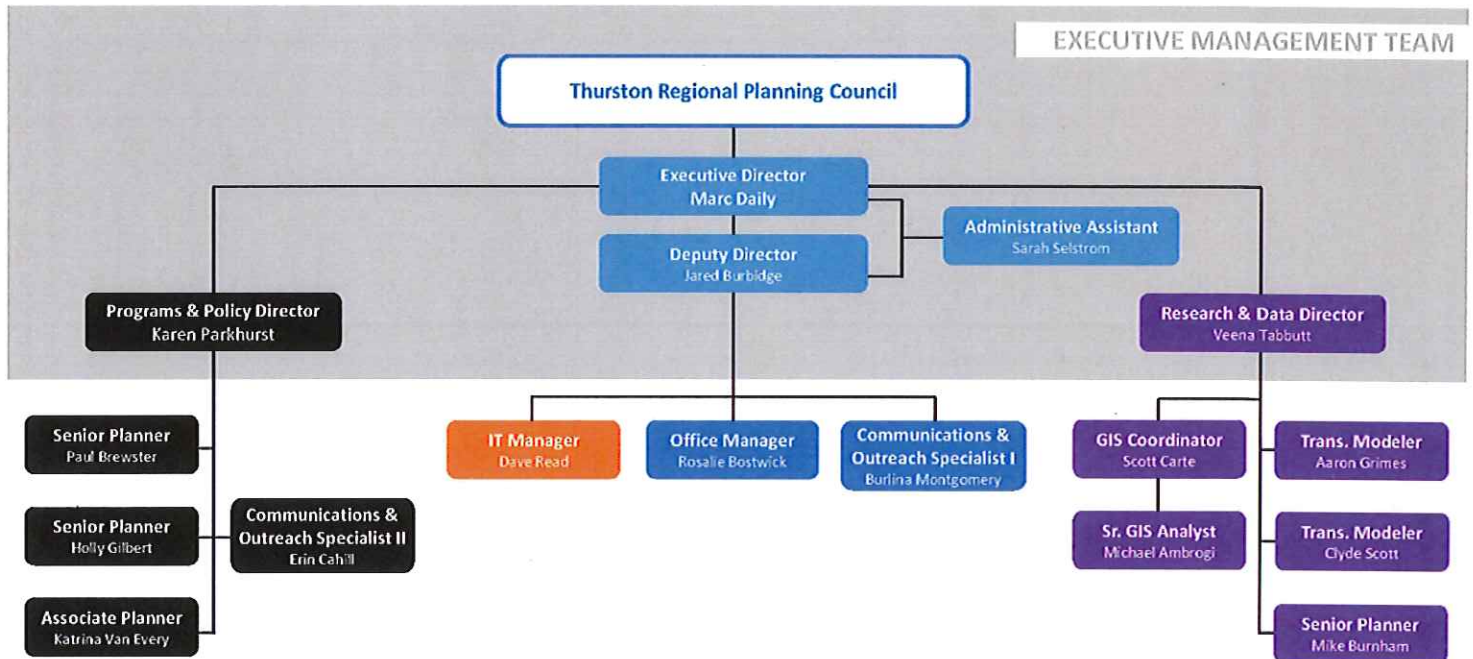 EXECUTIVE MANAGEMENT TEAM
Thurston Regional Planning Council
Executive Director
Marc Daily
Administrative Assistant
Sarah Selstrom
Deputy Director
Jared Burbidge
Programs & Policy Director
Karen Parkhurst
Research & Data Director
Veena Tabbutt
Senior Planner
Paul Brewster
IT Manager
Dave Read
Office Manager
Rosalie Bostwick
Communications &
Outreach Specialist I
Burlina Montgomery
GIS Coordinator
Scott Carte
Trans. Modeler
Aaron Grimes
Senior Planner
Holly Gilbert
Communications &
Outreach Specialist II
Erin Cahill
Sr. GIS Analyst
Michael Ambrogi
Trans. Modeler
Clyde Scott
Associate Planner
Katrina Van Every
Senior Planner
Mike Burnham